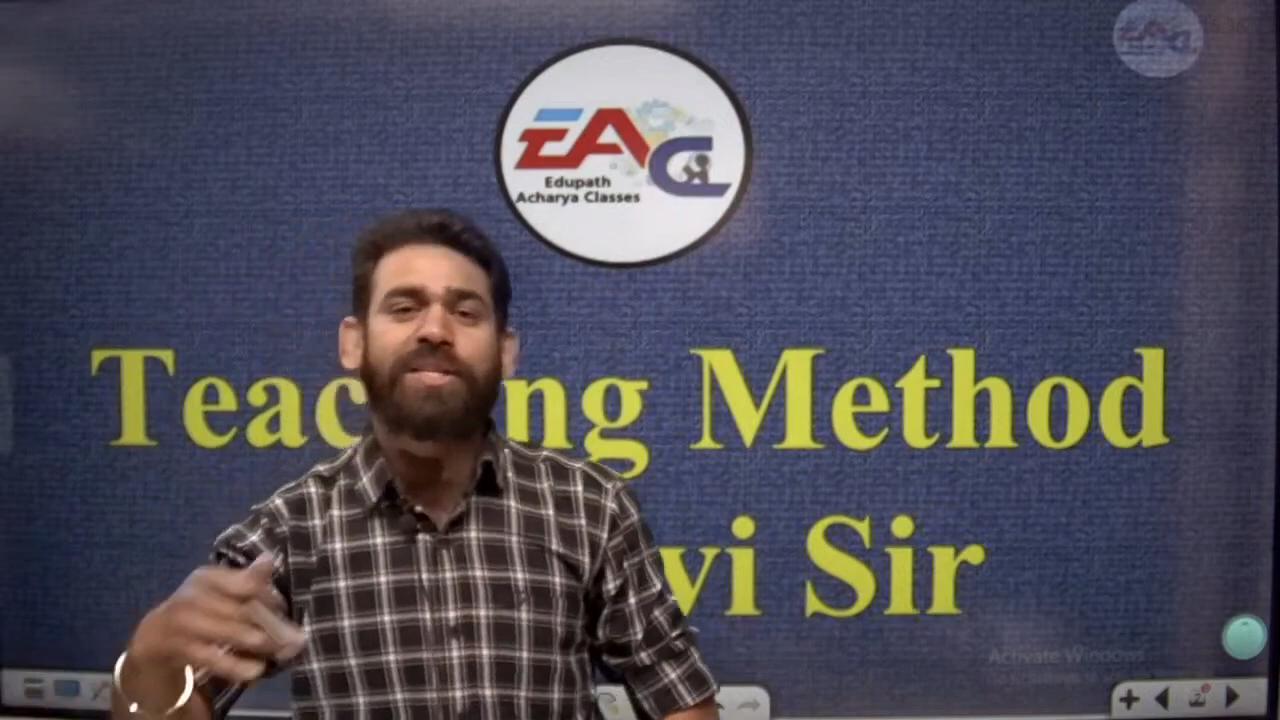 EAC
Edupath
Acharya Classes
Teac ng Method
vi Sir
Activate Windows